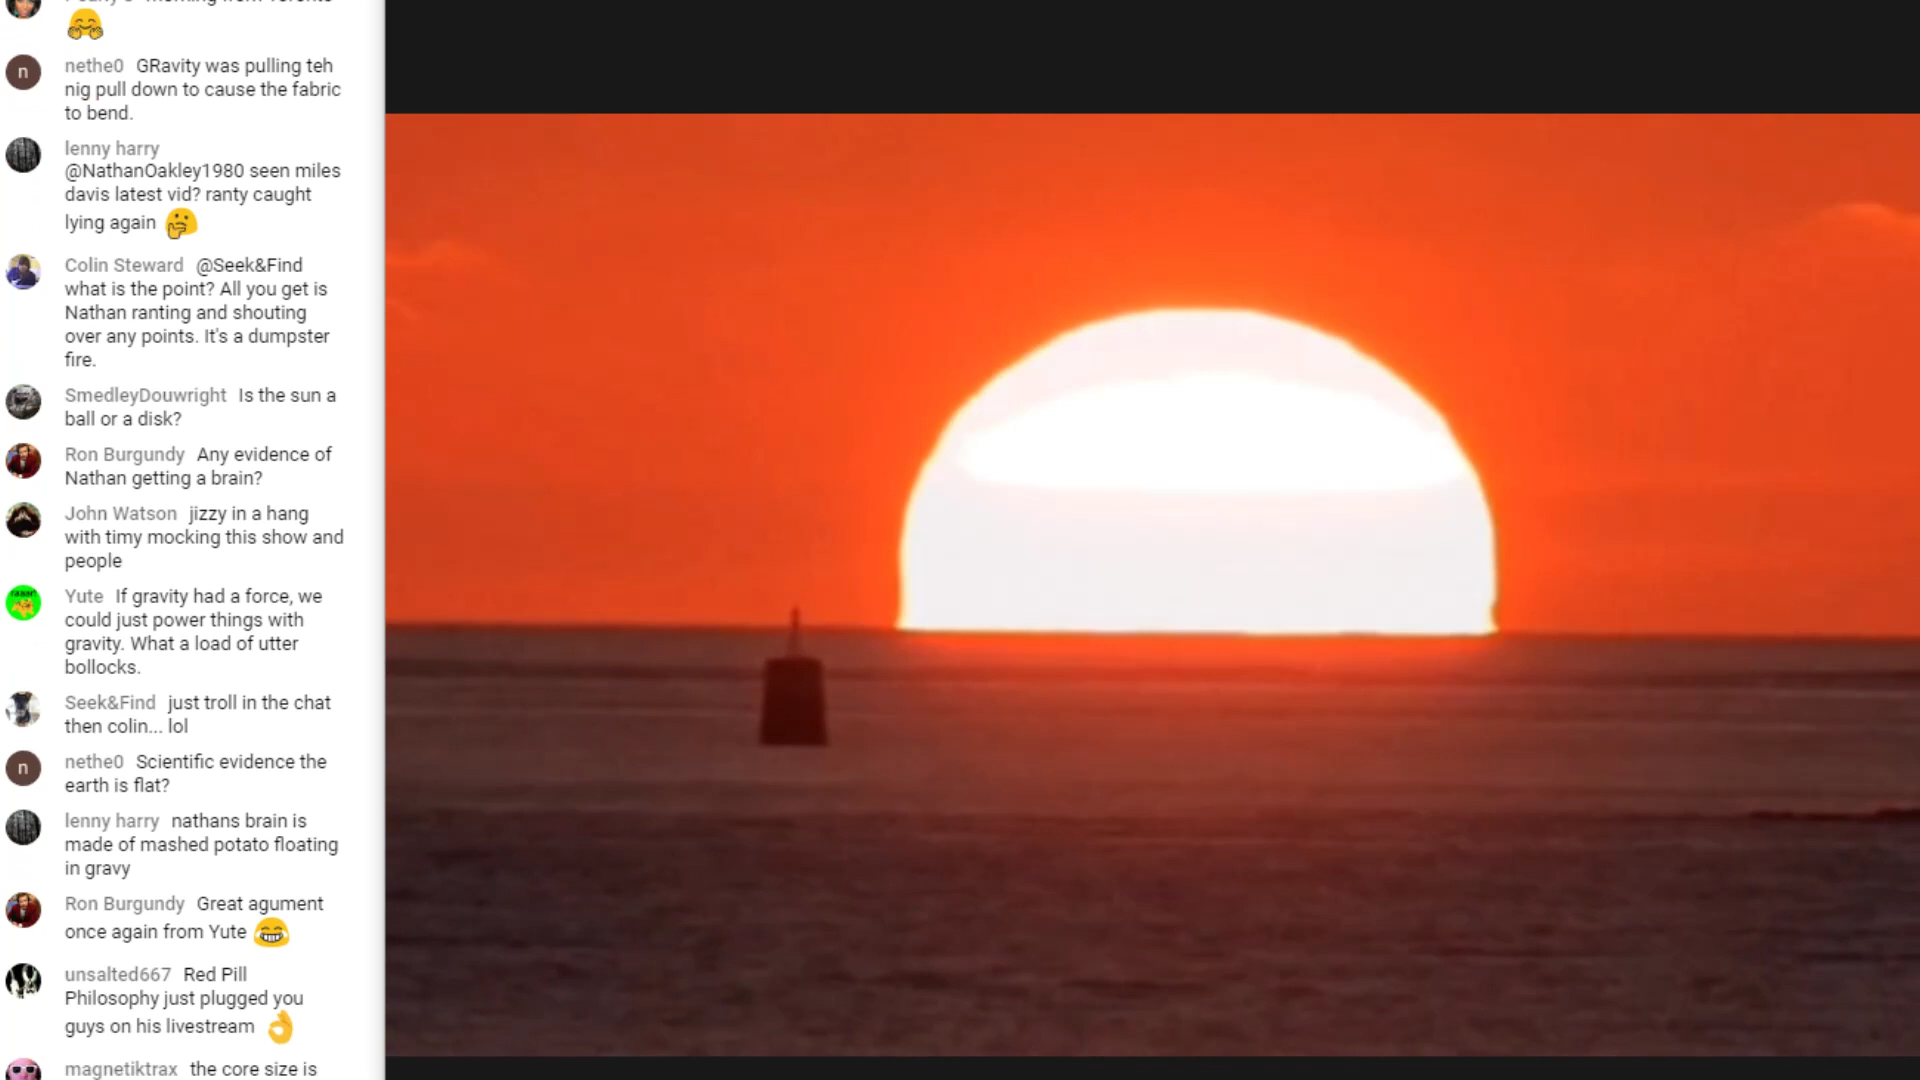 nethe0 GRavity was pulling teh
nig pull down to cause the fabric
to bend.
lenny harry
@NathanOakley1980 seen miles
davis latest vid? ranty caught
lying again
Colin Steward @Seek&Find
what is the point? All you get is
Nathan ranting and shouting
over any points. It's a dumpster
fire.
SmedleyDouwright Is the sun a
ball or a disk?
Ron Burgundy Any evidence of
Nathan getting a brain?
John Watson jizzy in a hang
with timy mocking this show and
people
Yute If gravity had a force, we
could just power things with
gravity. What a load of utter
bollocks.
Seek&Find just troll in the chat
then colin... lol
n nethe0 Scientific evidence the
earth is flat?
lenny harry nathans brain is
made of mashed potato floating
in gravy
Ron Burgundy Great agument
once again from Yute
unsalted667 Red Pill
Philosophy just plugged you
guys on his livestream
magnetiktrax the core size is